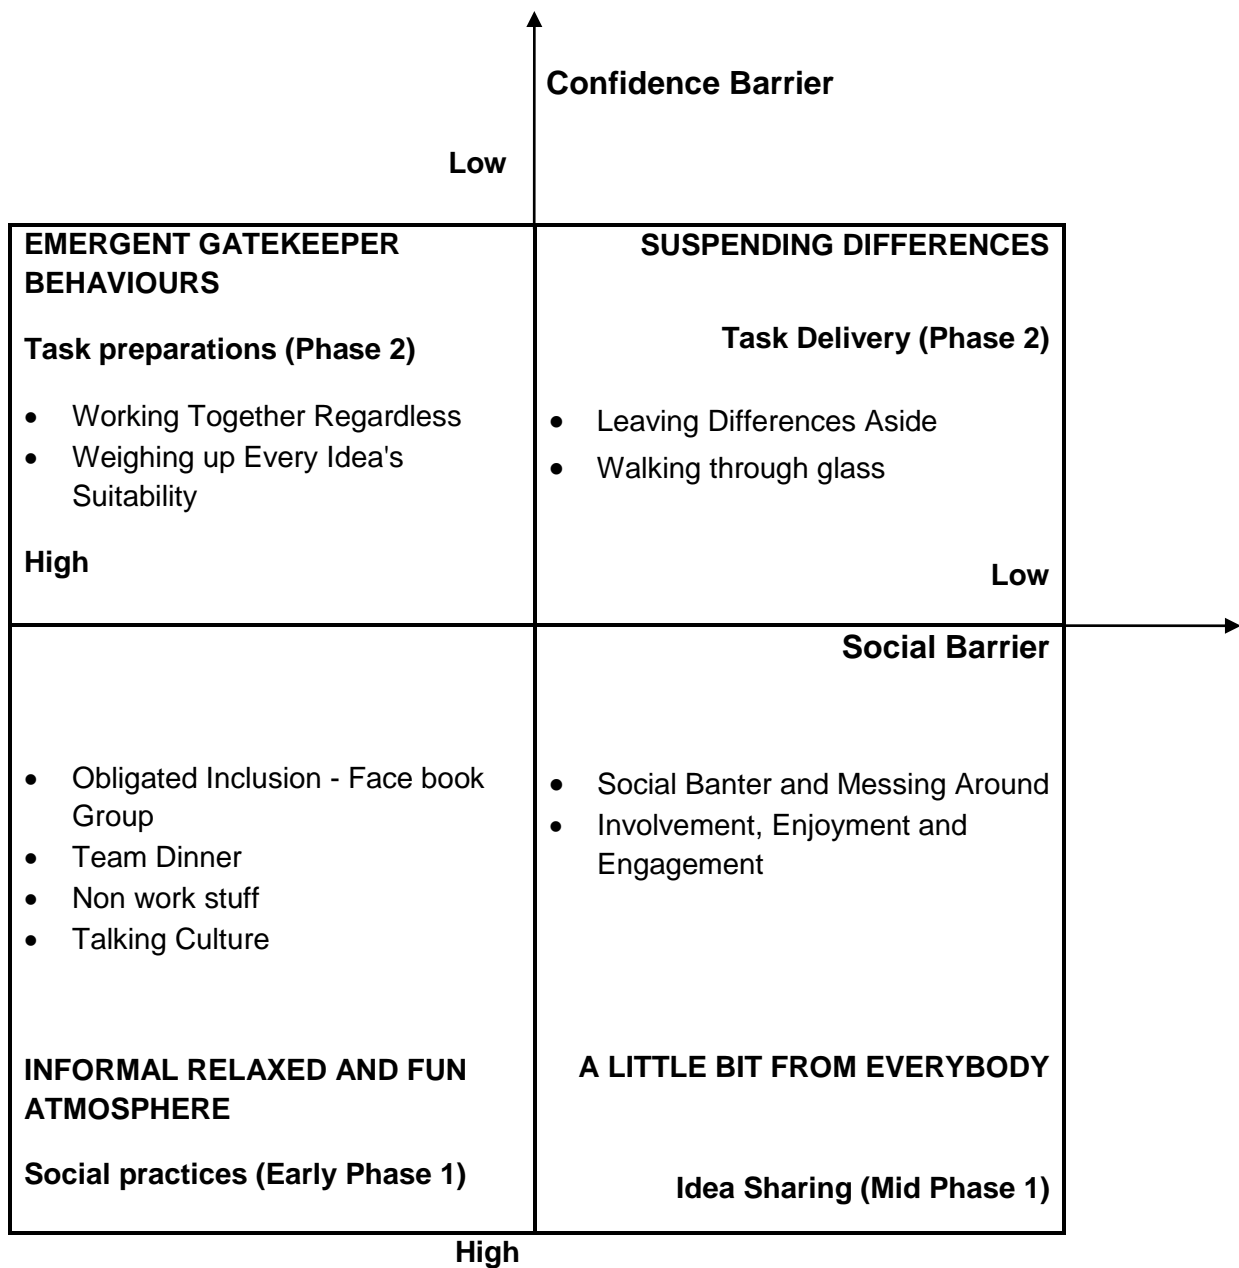 Confidence Barrier
Low
EMERGENT GATEKEEPER
BEHAVIOURS
Task preparations (Phase 2)
• Working Together Regardless
• Weighing up Every Idea's
Suitability
High
SUSPENDING DIFFERENCES
Task Delivery (Phase 2)
• Leaving Differences Aside
• Walking through glass
Low
Social Barrier
• Obligated Inclusion - Face book
Group
• Team Dinner
• Non work stuff
• Talking Culture
INFORMAL RELAXED AND FUN
ATMOSPHERE
Social practices (Early Phase 1)
• Social Banter and Messing Around
• Involvement, Enjoyment and
Engagement
A LITTLE BIT FROM EVERYBODY
Idea Sharing (Mid Phase 1)
High